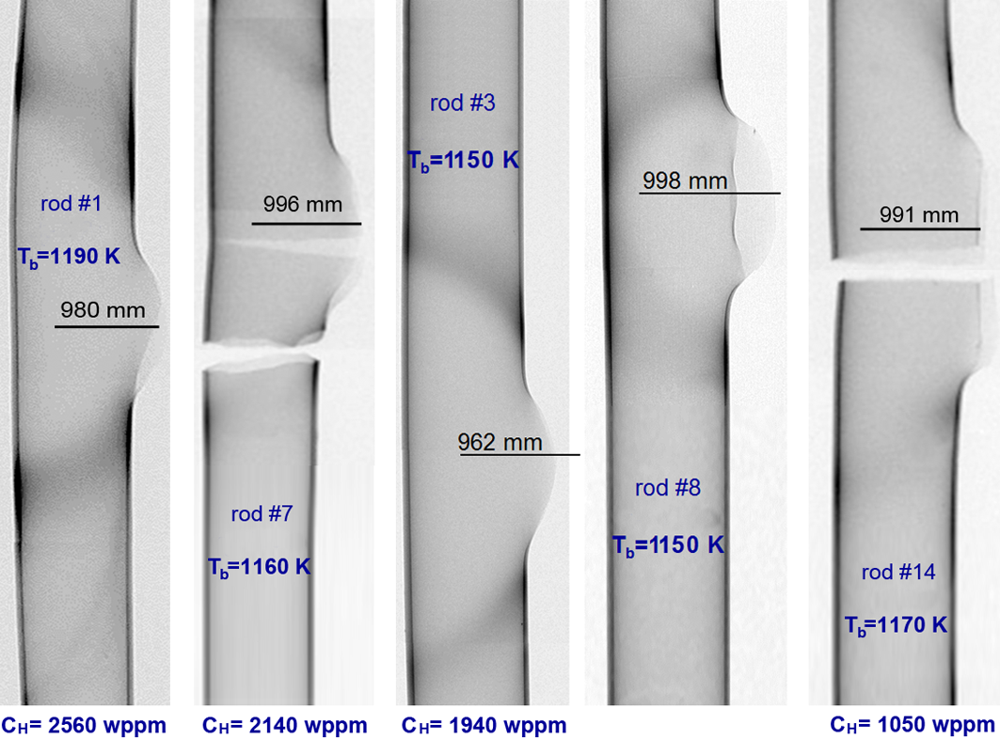 rod #1
Tb=1190 K
980 mm
CH= 2560 wppm
996 mm
rod #7
Tb=1160 K
CH= 2140 wppm
rod #3
Tb=1150 K
962 mm
CH= 1940 wppm
998 mm
rod #8
Tb=1150 K
991 mm
rod #14
Tb=1170 K
CH= 1050 wppm